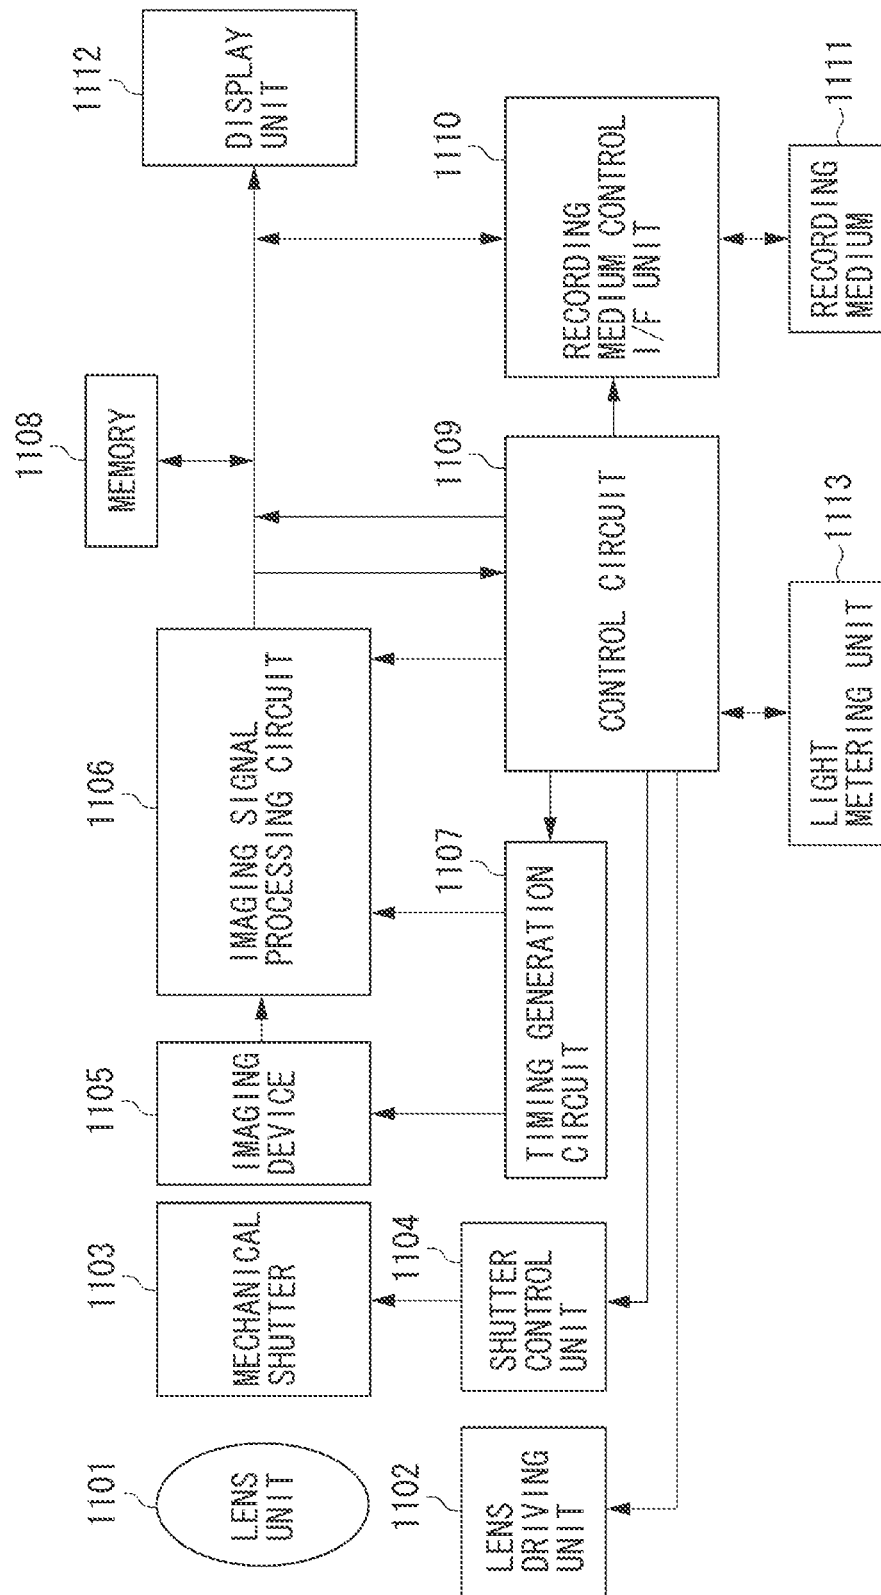 1101
LENS
UNIT
1102
LENS
DRIVING
UNIT
1103
MECHANICAL
SHUTTER
1104
SHUTTER
CONTROL
UNIT
1105
IMAGING
DEVICE
1106
IMAGING SIGNAL
PROCESSING CIRCUIT
1107
TIMING GENERATION
CIRCUIT
1108
MEMORY
1109
CONTROL CIRCUIT
1113
LIGHT
METERING UNIT
1112
DISPLAY
UNIT
1110
RECORDING
MEDIUM CONTROL
I/F UNIT
1111
RECORDING
MEDIUM